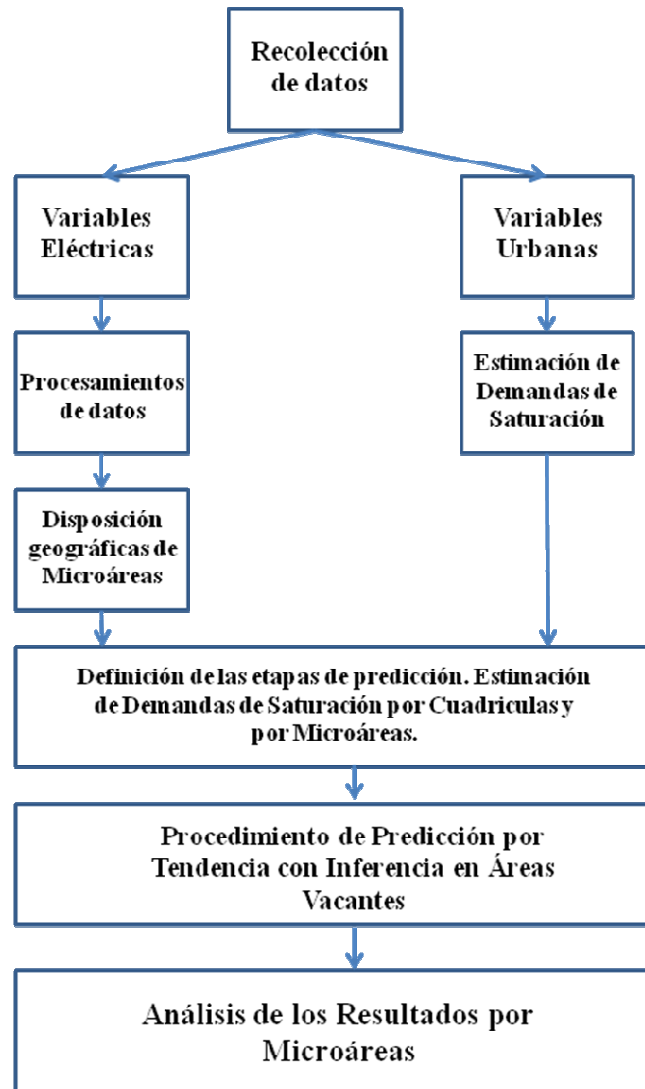 Recolección
de datos
Variables
Eléctricas
Variables
Urbanas
Procesamientos
de datos
Estimación de
Demandas de
Saturación
Disposición
geográficas de
Microáreas
Definición de las etapas de predicción. Estimación
de Demandas de Saturación por Cuadriculas y
por Microáreas.
Procedimiento de Predicción por
Tendencia con Inferencia en Áreas
Vacantes
Análisis de los Resultados por
Microáreas